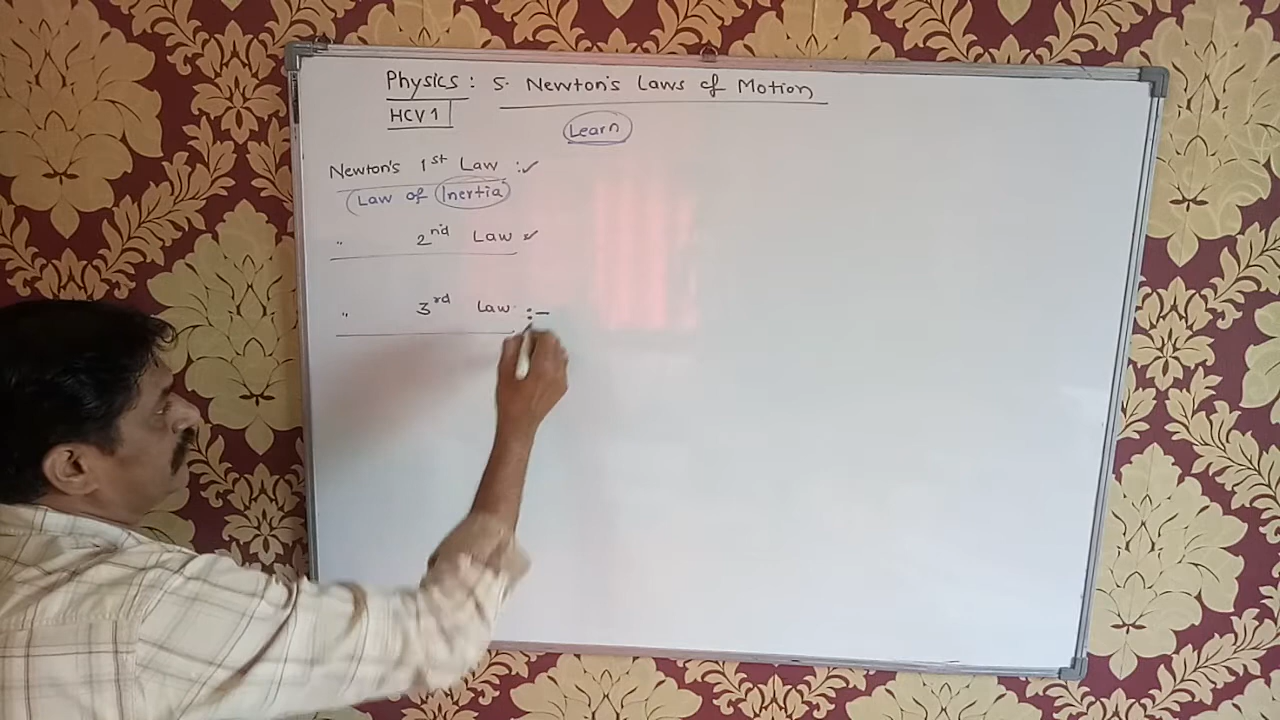 Physics : 5. Newton's Laws of Motion
HCV 1
Learn
Newton's 1st Law :✓
(Law of Inertia)
" 2nd Law ✓
" 3rd Law :-